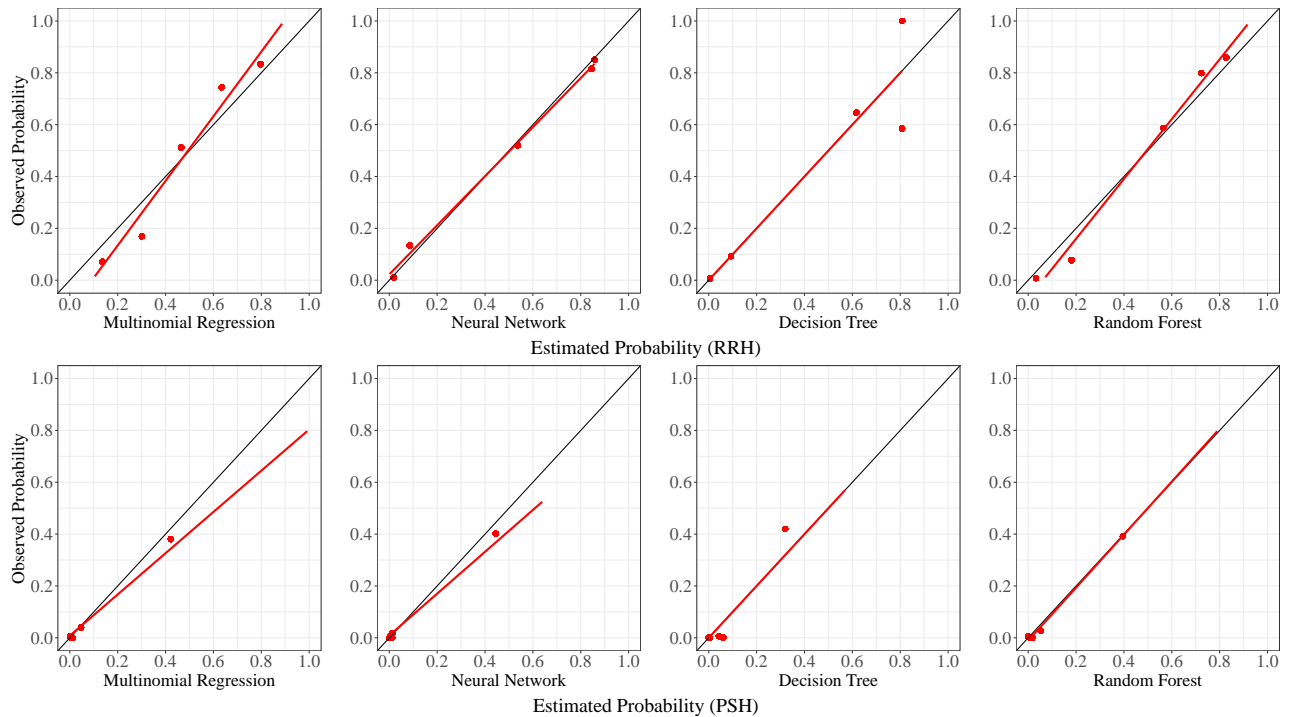 Observed Probability
1.0
0.8
0.6
0.4
0.2
0.0
0.0 0.2 0.4 0.6 0.8 1.0
Multinomial Regression
1.0
0.8
0.6
0.4
0.2
0.0
0.0 0.2 0.4 0.6 0.8 1.0
Neural Network
1.0
0.8
0.6
0.4
0.2
0.0
0.0 0.2 0.4 0.6 0.8 1.0
Decision Tree
1.0
0.8
0.6
0.4
0.2
0.0
0.0 0.2 0.4 0.6 0.8 1.0
Random Forest
Estimated Probability (RRH)
Observed Probability
1.0
0.8
0.6
0.4
0.2
0.0
0.0 0.2 0.4 0.6 0.8 1.0
Multinomial Regression
1.0
0.8
0.6
0.4
0.2
0.0
0.0 0.2 0.4 0.6 0.8 1.0
Neural Network
1.0
0.8
0.6
0.4
0.2
0.0
0.0 0.2 0.4 0.6 0.8 1.0
Decision Tree
1.0
0.8
0.6
0.4
0.2
0.0
0.0 0.2 0.4 0.6 0.8 1.0
Random Forest
Estimated Probability (PSH)